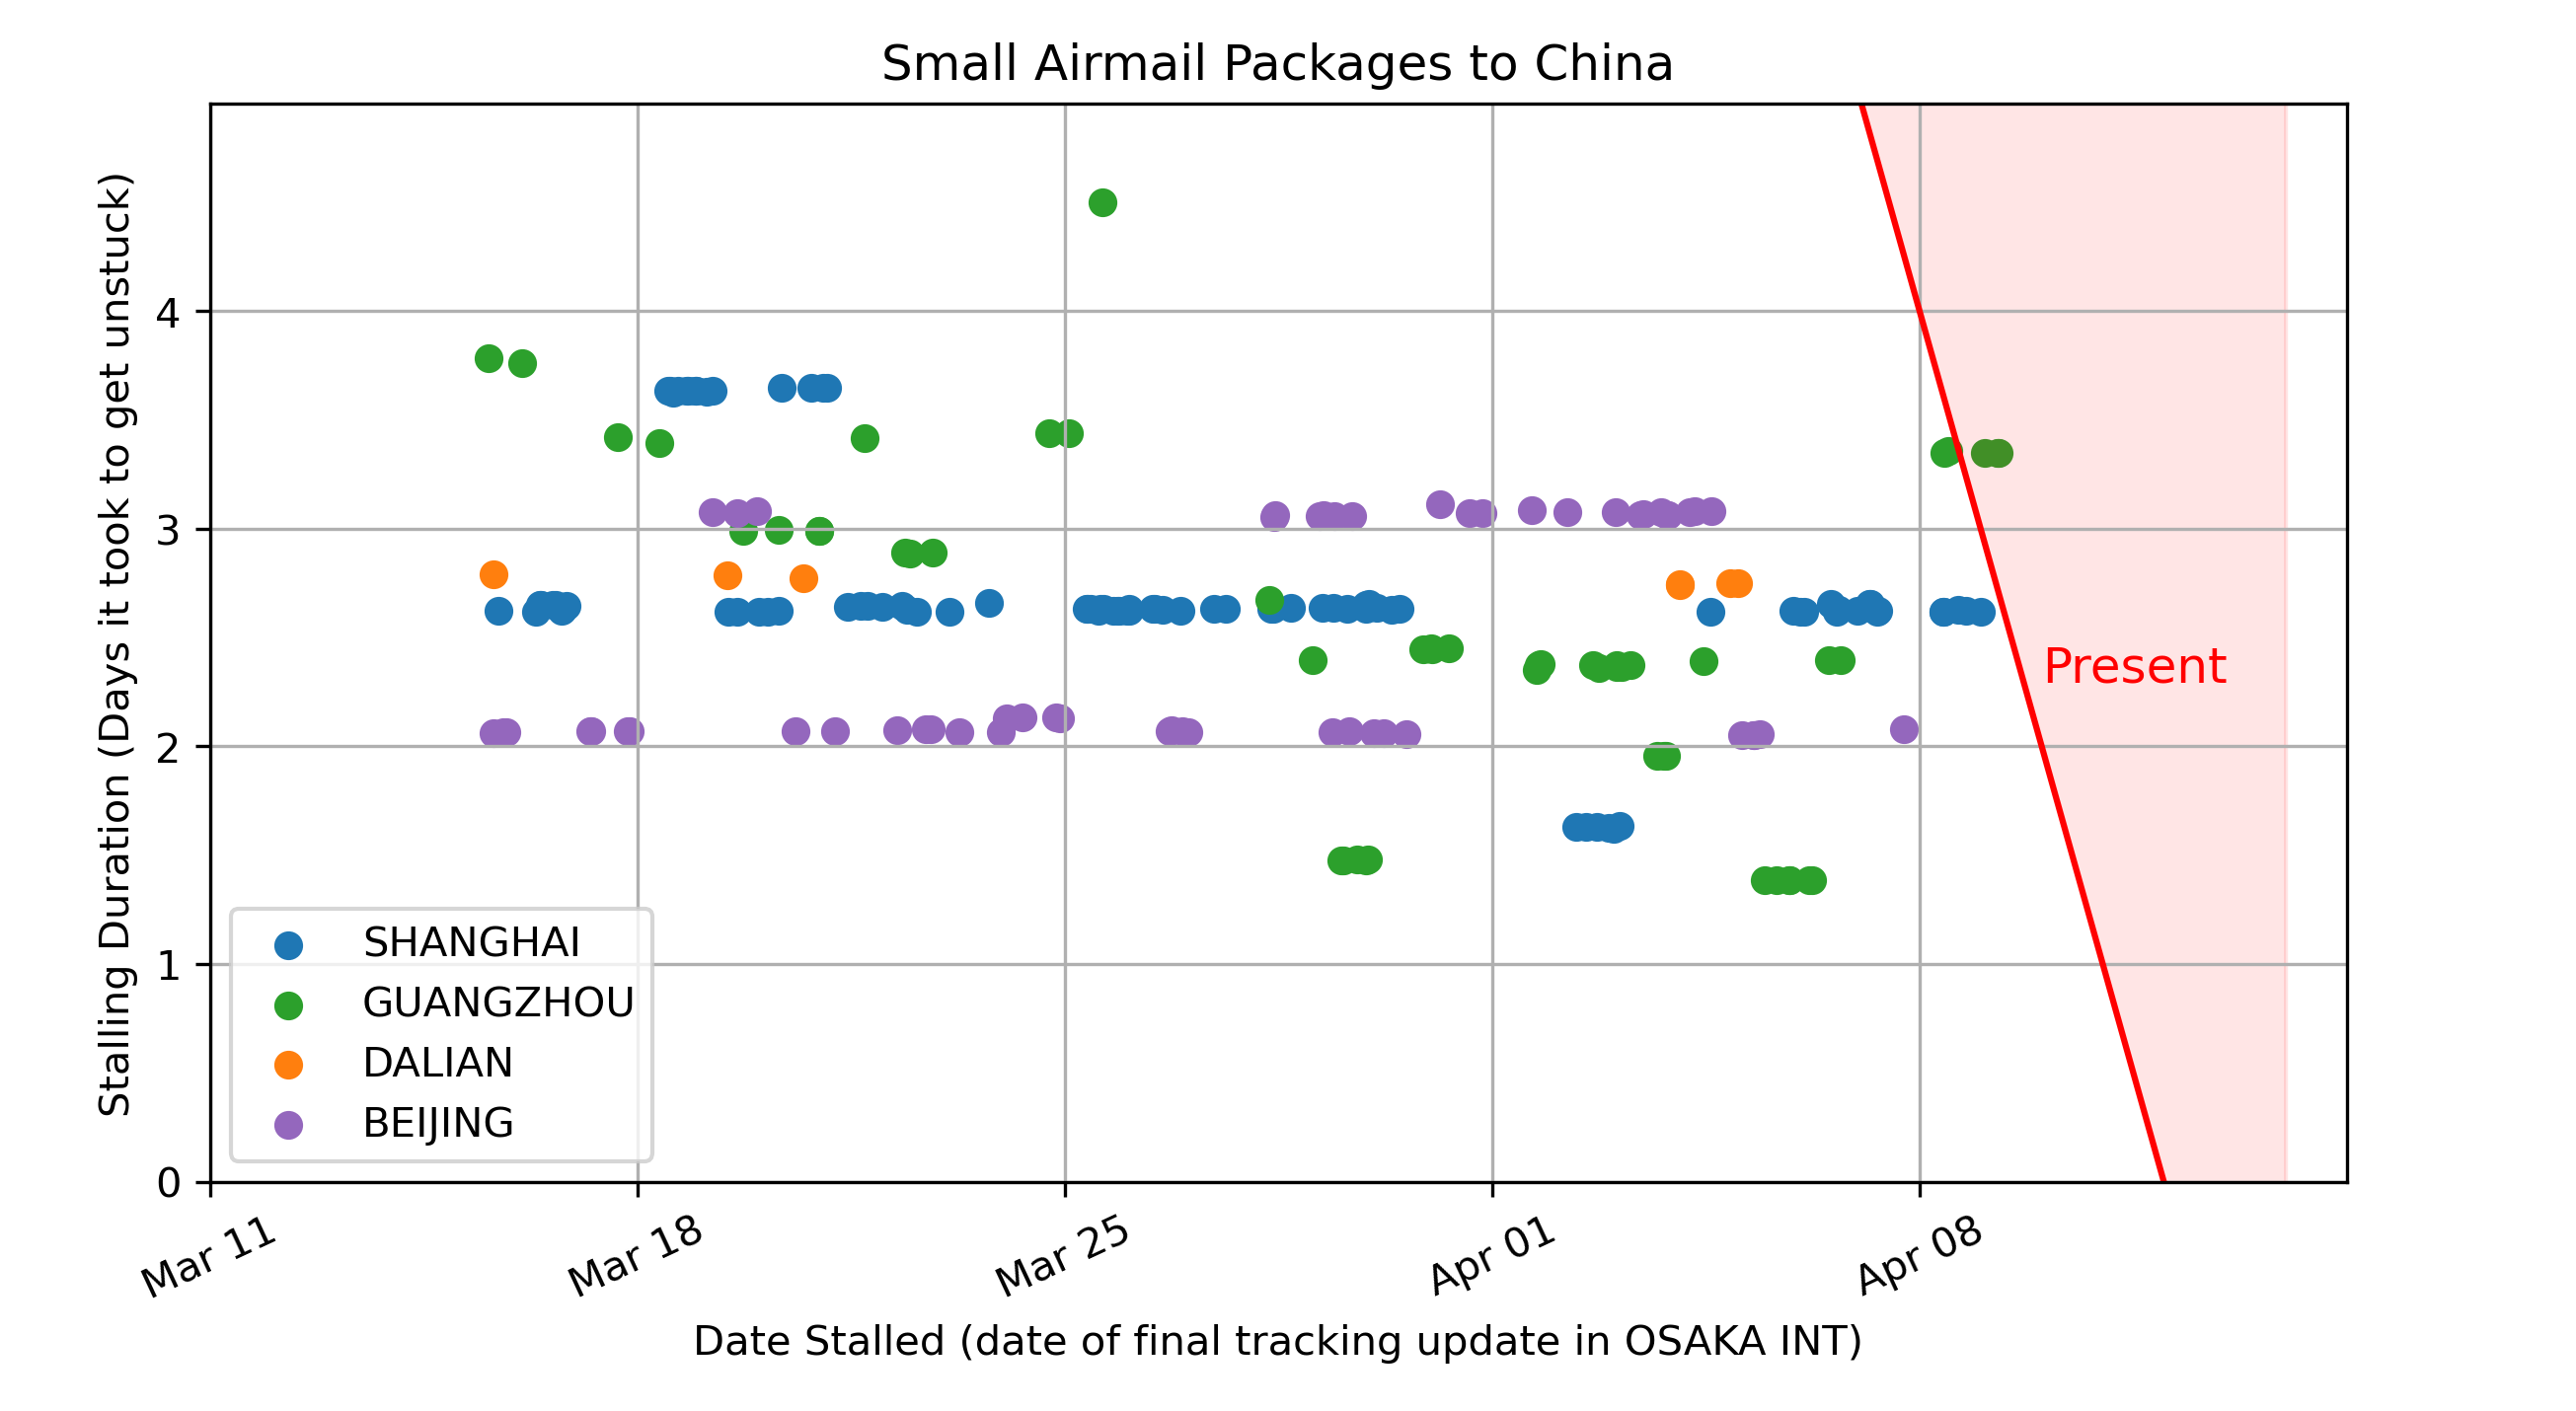 Small Airmail Packages to China
Stalling Duration (Days it took to get unstuck)
4
3
2
1
0
Present
SHANGHAI
GUANGZHOU
DALIAN
BEIJING
Mar 11
Mar 18
Mar 25
Apr 01
Apr 08
Date Stalled (date of final tracking update in OSAKA INT)